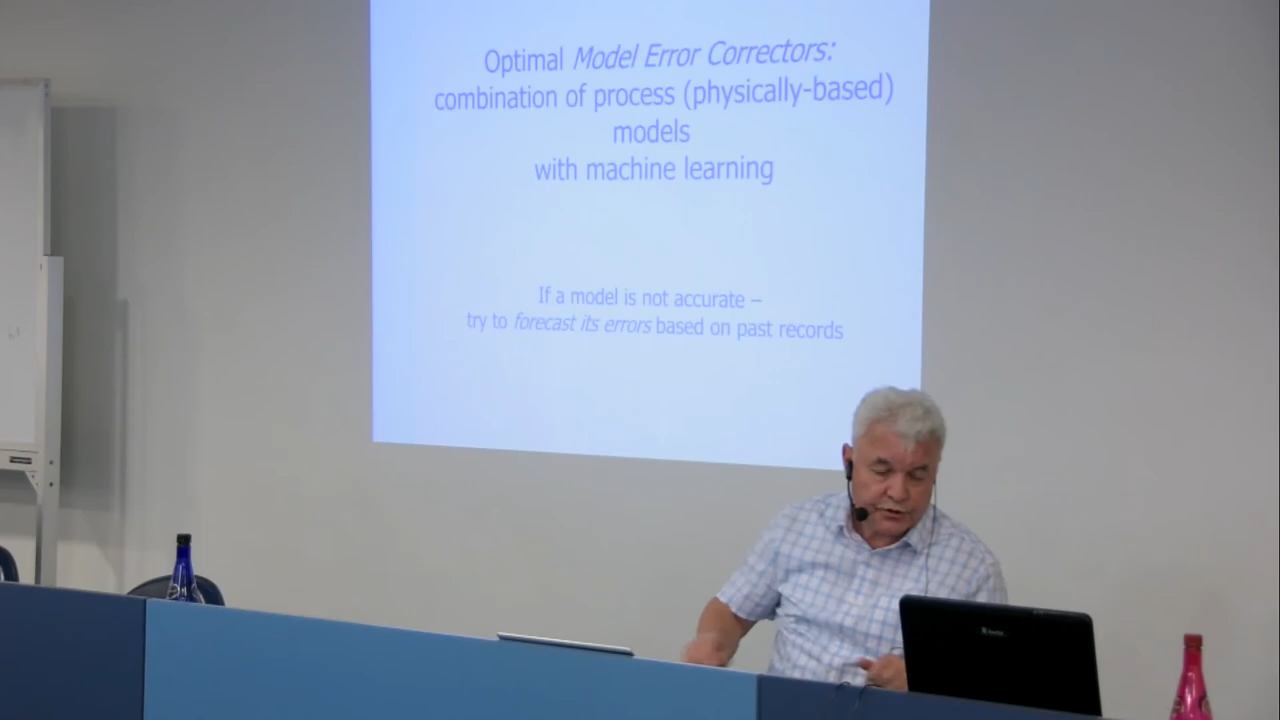 Optimal Model Error Correctors:
combination of process (physically-based)
models
with machine learning
If a model is not accurate –
try to forecast its errors based on past records